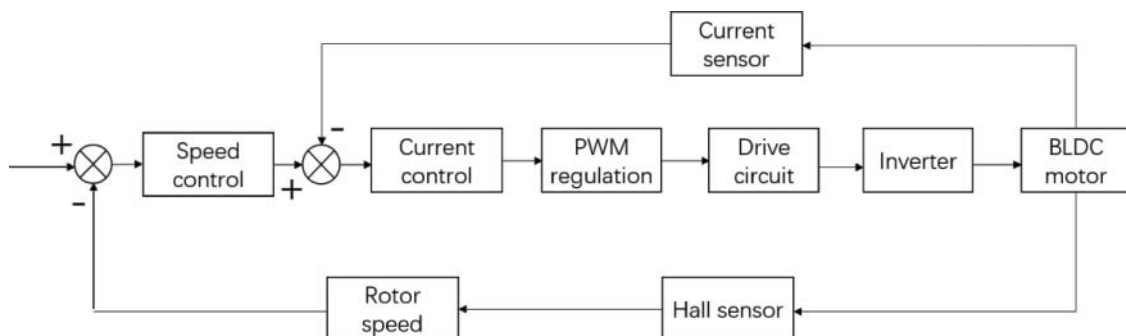 Current
sensor
+
-
Speed
control
+
-
Current
control
PWM
regulation
Drive
circuit
Inverter
BLDC
motor
Rotor
speed
Hall sensor